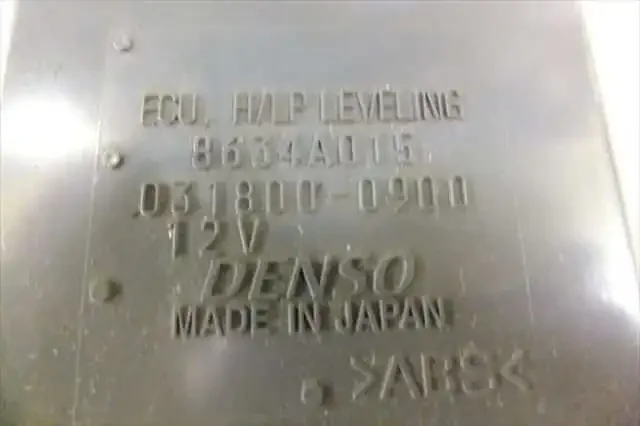 ECU, H/LP LEVELING
8634A015
031800-0900
12V
DENSO
MADE IN JAPAN
>ABS<